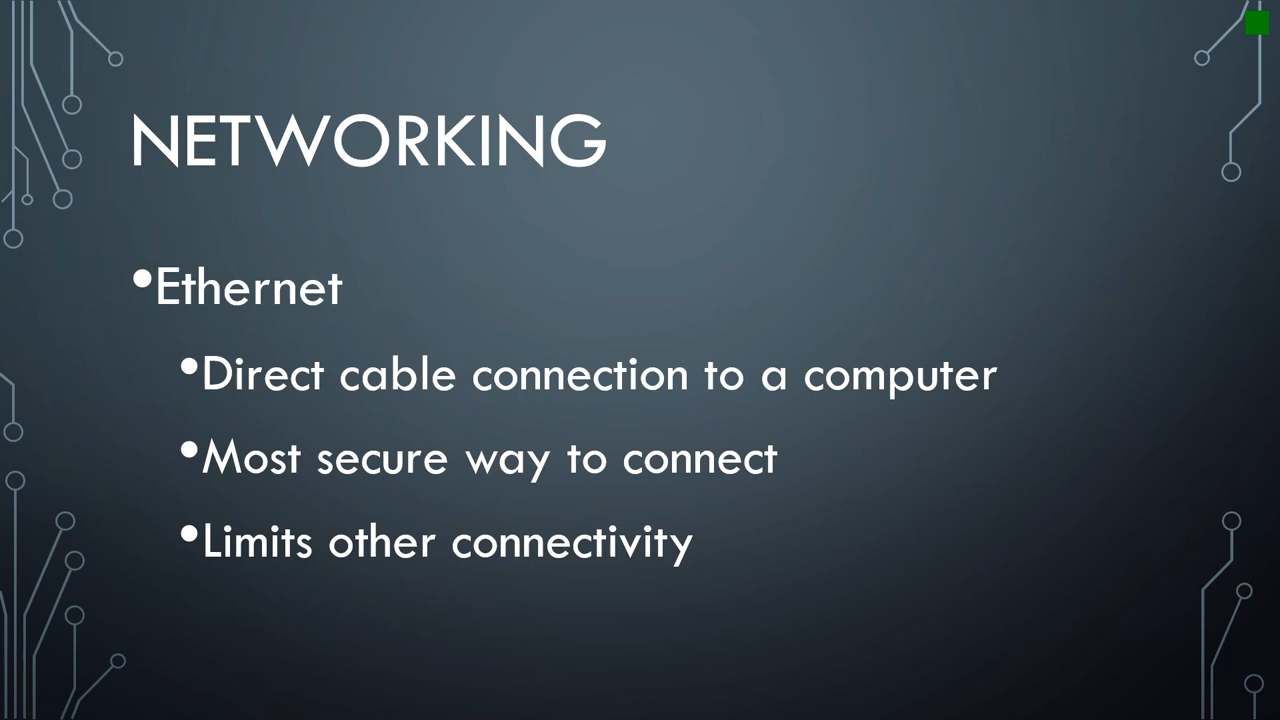 NETWORKING
•Ethernet
•Direct cable connection to a computer
•Most secure way to connect
•Limits other connectivity